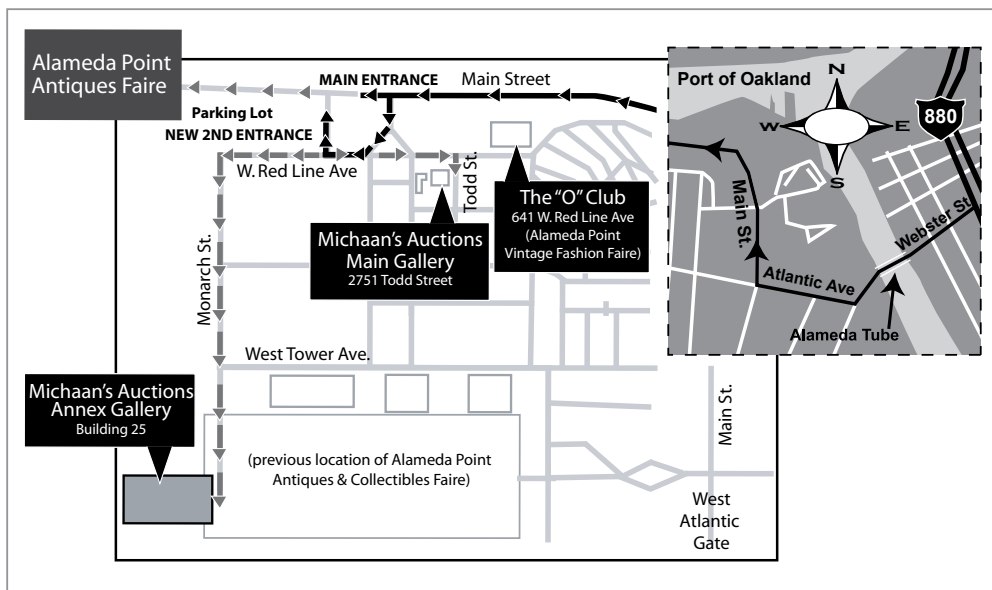 Alameda Point
Antiques Faire
MAIN ENTRANCE
Main Street
Parking Lot
NEW 2ND ENTRANCE
W. Red Line Ave
Todd St.
The “O” Club
641 W. Red Line Ave
(Alameda Point
Vintage Fashion Faire)
Michaan’s Auctions
Main Gallery
2751 Todd Street
Monarch St.
West Tower Ave.
Michaan’s Auctions
Annex Gallery
Building 25
(previous location of Alameda Point
Antiques & Collectibles Faire)
Main St.
West
Atlantic
Gate
Port of Oakland
N
W
E
S
880
Main St.
Webster St.
Atlantic Ave
Alameda Tube